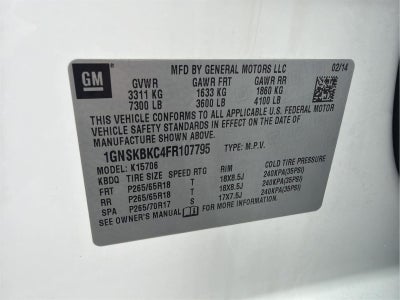 GM
MFD BY GENERAL MOTORS LLC 02/14
GVWR GAWR FRT GAWR RR
3311 KG 1633 KG 1860 KG
7300 LB 3600 LB 4100 LB
THIS VEHICLE CONFORMS TO ALL APPLICABLE U.S. FEDERAL MOTOR
VEHICLE SAFETY STANDARDS IN EFFECT ON THE DATE OF
MANUFACTURE SHOWN ABOVE.
1GNSKBKC4FR107795 TYPE: M.P.V.
MODEL: K15706
KBDQ TIRE SIZE SPEED RTG RIM COLD TIRE PRESSURE
FRT P265/65R18 T 18X8.5J 240KPA(35PSI)
RR P265/65R18 T 18X8.5J 240KPA(35PSI)
SPA P265/70R17 S 17X7.5J 240KPA(35PSI)
SEE OWNER'S MANUAL FOR MORE INFORMATION.